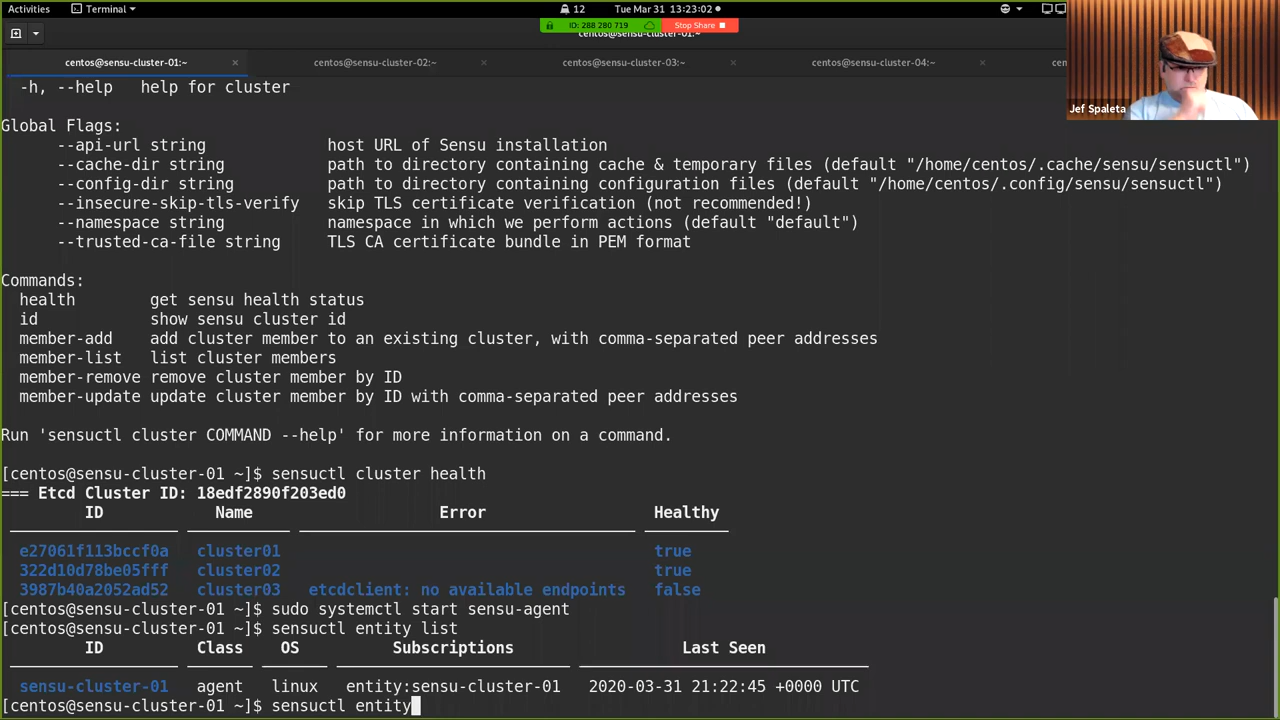 Activities Terminal 12 Tue Mar 31 13:23:02
ID: 288 280 719 Stop Share
centos@sensu-cluster-01:~
centos@sensu-cluster-01:~ × centos@sensu-cluster-02:~ × centos@sensu-cluster-03:~ × centos@sensu-cluster-04:~ × cent
Jef Spaleta
-h, --help help for cluster
Global Flags:
--api-url string host URL of Sensu installation
--cache-dir string path to directory containing cache & temporary files (default "/home/centos/.cache/sensu/sensuctl")
--config-dir string path to directory containing configuration files (default "/home/centos/.config/sensu/sensuctl")
--insecure-skip-tls-verify skip TLS certificate verification (not recommended!)
--namespace string namespace in which we perform actions (default "default")
--trusted-ca-file string TLS CA certificate bundle in PEM format
Commands:
health get sensu health status
id show sensu cluster id
member-add add cluster member to an existing cluster, with comma-separated peer addresses
member-list list cluster members
member-remove remove cluster member by ID
member-update update cluster member by ID with comma-separated peer addresses
Run 'sensuctl cluster COMMAND --help' for more information on a command.
[centos@sensu-cluster-01 ~]$ sensuctl cluster health
=== Etcd Cluster ID: 18edf2890f203ed0
ID Name Error Healthy
e27061f113bccf0a cluster01 true
322d10d78be05fff cluster02 true
3987b40a2052ad52 cluster03 etcdclient: no available endpoints false
[centos@sensu-cluster-01 ~]$ sudo systemctl start sensu-agent
[centos@sensu-cluster-01 ~]$ sensuctl entity list
ID Class OS Subscriptions Last Seen
sensu-cluster-01 agent linux entity:sensu-cluster-01 2020-03-31 21:22:45 +0000 UTC
[centos@sensu-cluster-01 ~]$ sensuctl entity